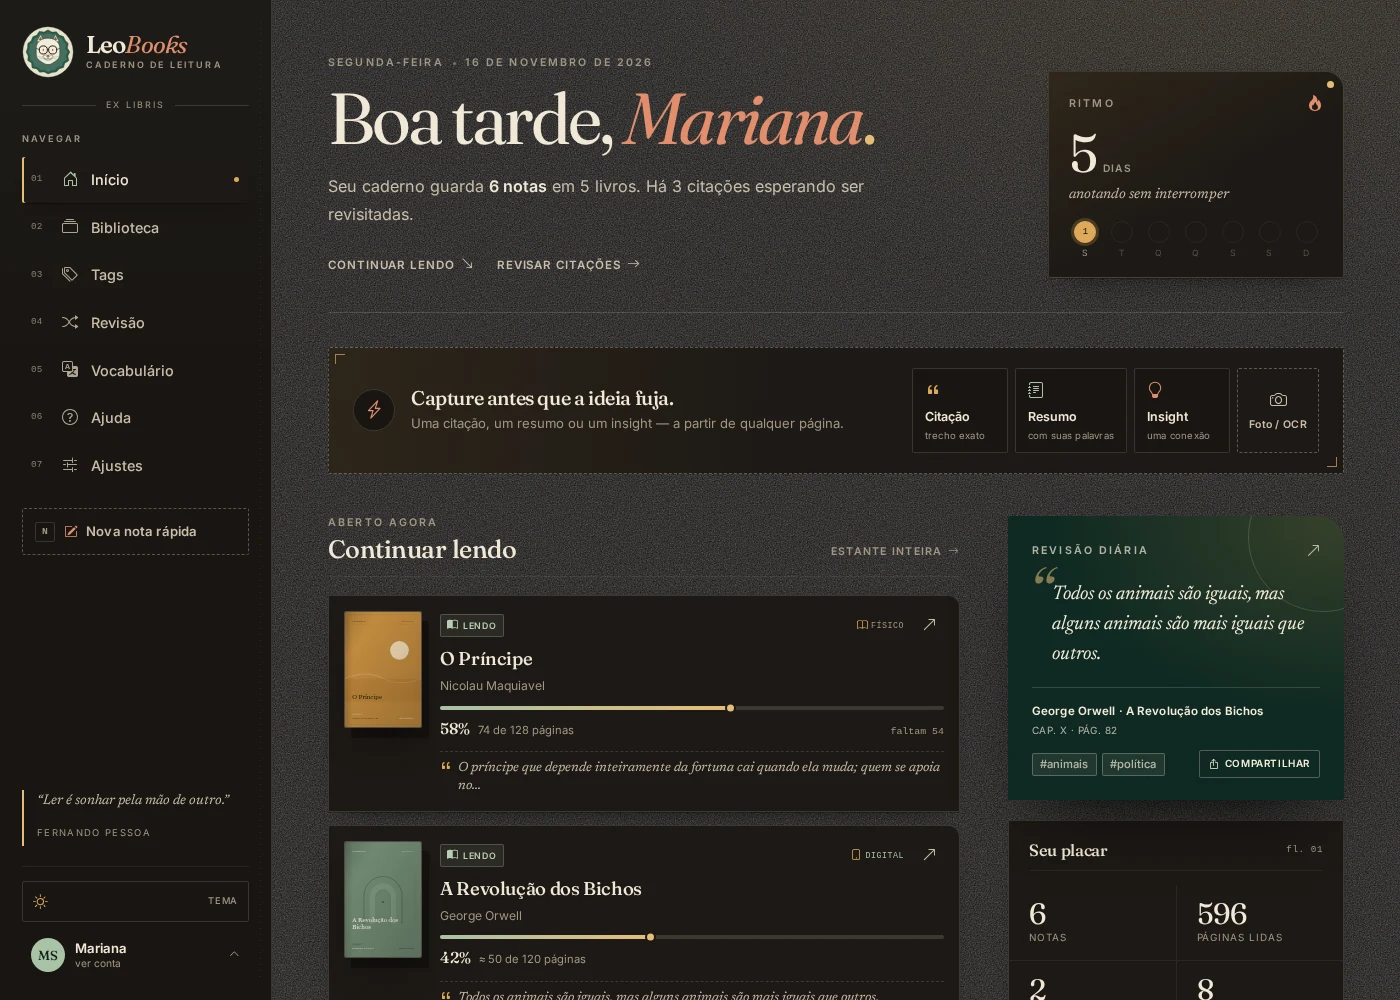 LeoBooks
CADERNO DE LEITURA
EX LIBRIS
NAVEGAR
01 Início
02 Biblioteca
03 Tags
04 Revisão
05 Vocabulário
06 Ajuda
07 Ajustes
N Nova nota rápida
“Ler é sonhar pela mão de outro.”
FERNANDO PESSOA
TEMA
MS Mariana
ver conta
SEGUNDA-FEIRA • 16 DE NOVEMBRO DE 2026
Boa tarde, Mariana.
Seu caderno guarda 6 notas em 5 livros. Há 3 citações esperando ser
revisitadas.
CONTINUAR LENDO ↘ REVISAR CITAÇÕES →
RITMO
5 DIAS
anotando sem interromper
1
S T Q Q S S D
Capture antes que a ideia fuja.
Uma citação, um resumo ou um insight — a partir de qualquer página.
“
Citação
trecho exato
Resumo
com suas palavras
Insight
uma conexão
Foto / OCR
ABERTO AGORA
Continuar lendo
ESTANTE INTEIRA →
O Príncipe
LENDO
FÍSICO
O Príncipe
Nicolau Maquiavel
58% 74 de 128 páginas
faltam 54
“ O príncipe que depende inteiramente da fortuna cai quando ela muda; quem se apoia
no...
A Revolução dos
Bichos
LENDO
DIGITAL
A Revolução dos Bichos
George Orwell
42% ≈ 50 de 120 páginas
“ Todos os animais são iguais, mas alguns animais são mais iguais que outros.
REVISÃO DIÁRIA
“
Todos os animais são iguais, mas
alguns animais são mais iguais que
outros.
George Orwell · A Revolução dos Bichos
CAP. X · PÁG. 82
#animais #política
COMPARTILHAR
Seu placar
fl. 01
6
NOTAS
596
PÁGINAS LIDAS
2
8